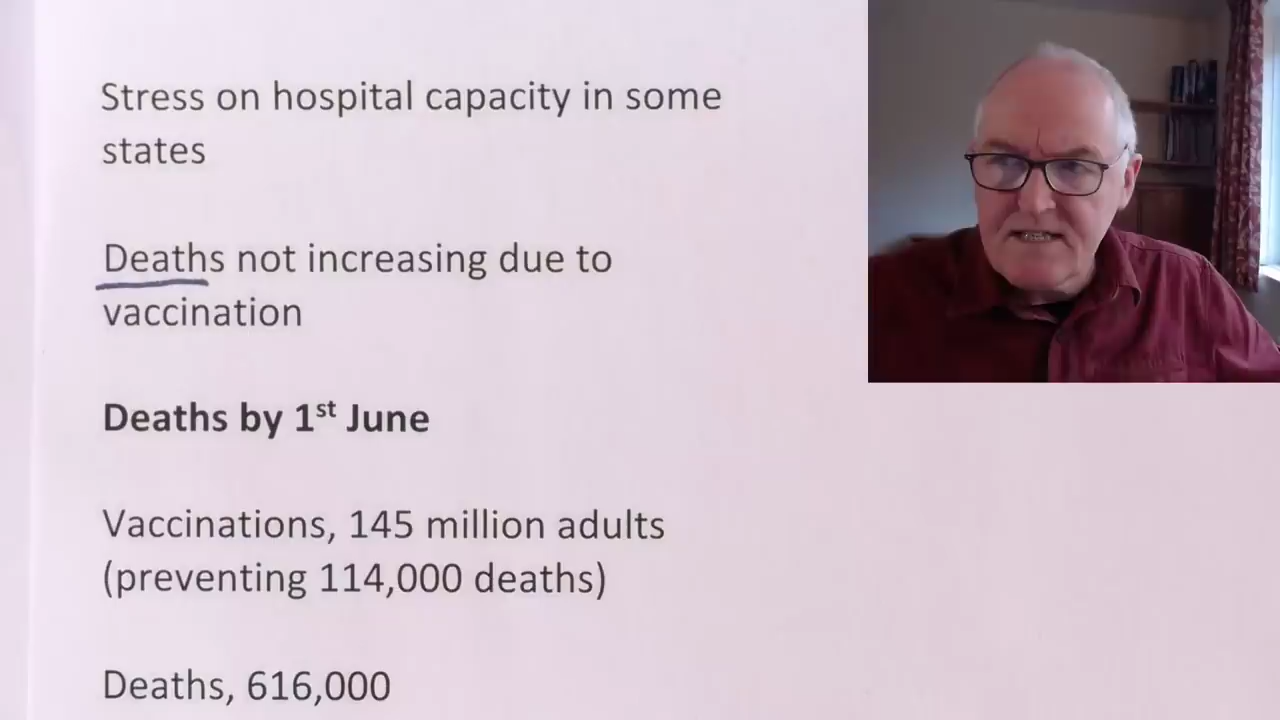 Stress on hospital capacity in some
states
Deaths not increasing due to
vaccination
Deaths by 1st June
Vaccinations, 145 million adults
(preventing 114,000 deaths)
Deaths, 616,000